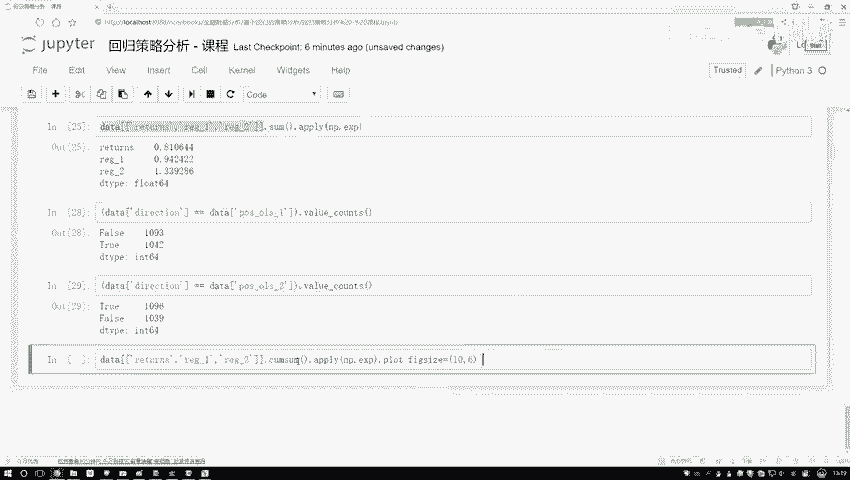 jupyter 回归策略分析 - 课程 Last Checkpoint: 6 minutes ago (unsaved changes)
File Edit View Insert Cell Kernel Widgets Help
Trusted Python 3
Code
In [25]: data[['returns','reg_1','reg_2']].sum().apply(np.exp)
Out[25]: returns 0.810644
reg_1 0.942422
reg_2 1.339286
dtype: float64
In [28]: (data['direction'] == data['pos_ols_1']).value_counts()
Out[28]: False 1093
True 1042
dtype: int64
In [29]: (data['direction'] == data['pos_ols_2']).value_counts()
Out[29]: True 1096
False 1039
dtype: int64
In [ ]: data[['returns','reg_1','reg_2']].cumsum().apply(np.exp).plot figsize=(10,6)